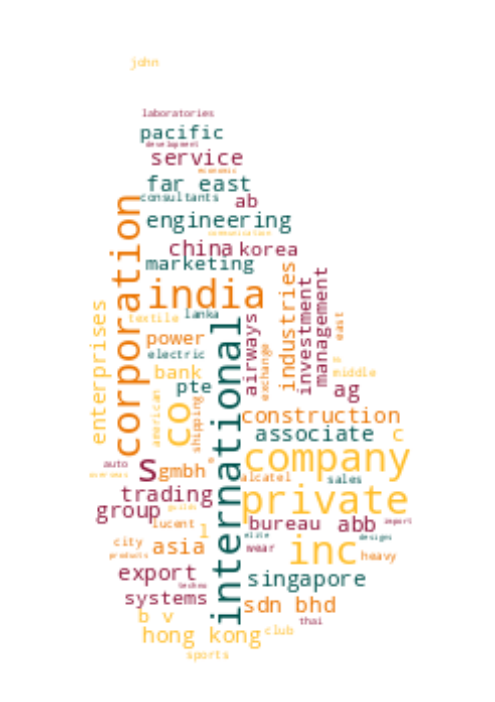 john
laboratories
pacific
development
service
economic
far east
consultants
ab
engineering
communication
china
korea
marketing
corporation
india
industries
investment
management
enterprises
textile
lanka
international
airways
exchange
east
power
electric
bank
middle
pte
ag
american
co
shipping
construction
associate
c
company
auto
s
gmbh
alcatel
sales
overseas
trading
private
group
guilds
lucent
bureau
abb
import
elite
designs
city
asia
wear
inc
heavy
products
export
singapore
techno
systems
sdn bhd
b v
thai
hong kong
club
sports